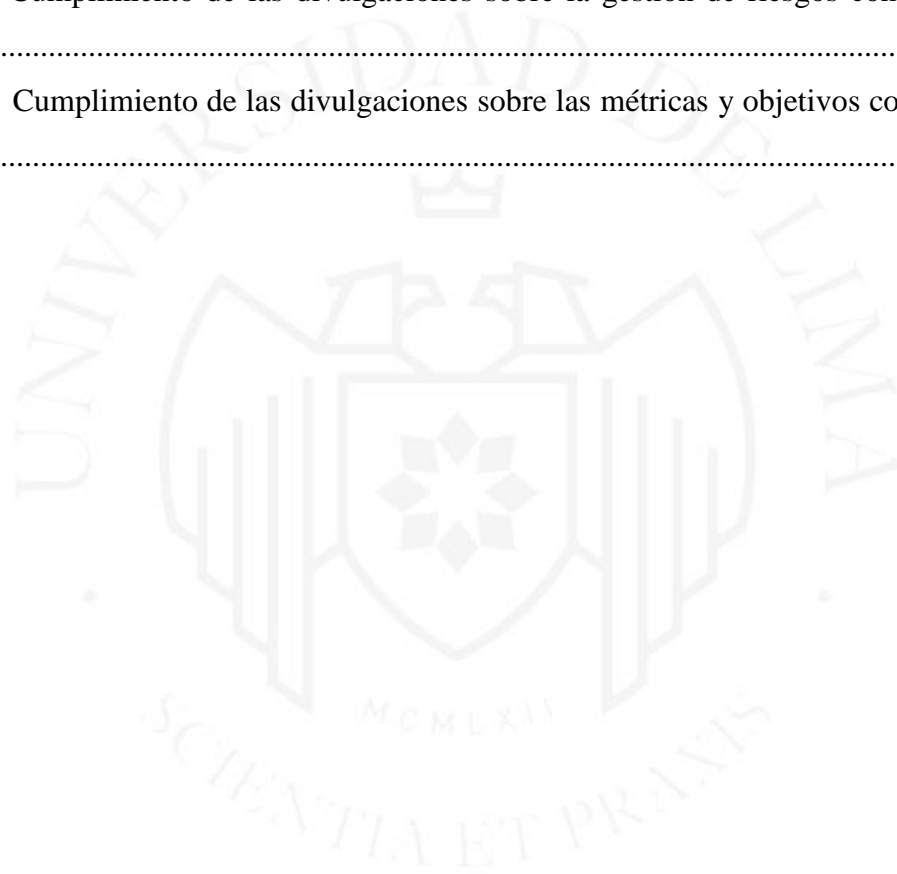 Cumplimiento de las divulgaciones sobre la gestión de riesgos con
..........................................................................................................
Cumplimiento de las divulgaciones sobre las métricas y objetivos co
..........................................................................................................
UNIVERSIDAD DE LIMA
MCMLXII
SCIENTIA ET PRAXIS